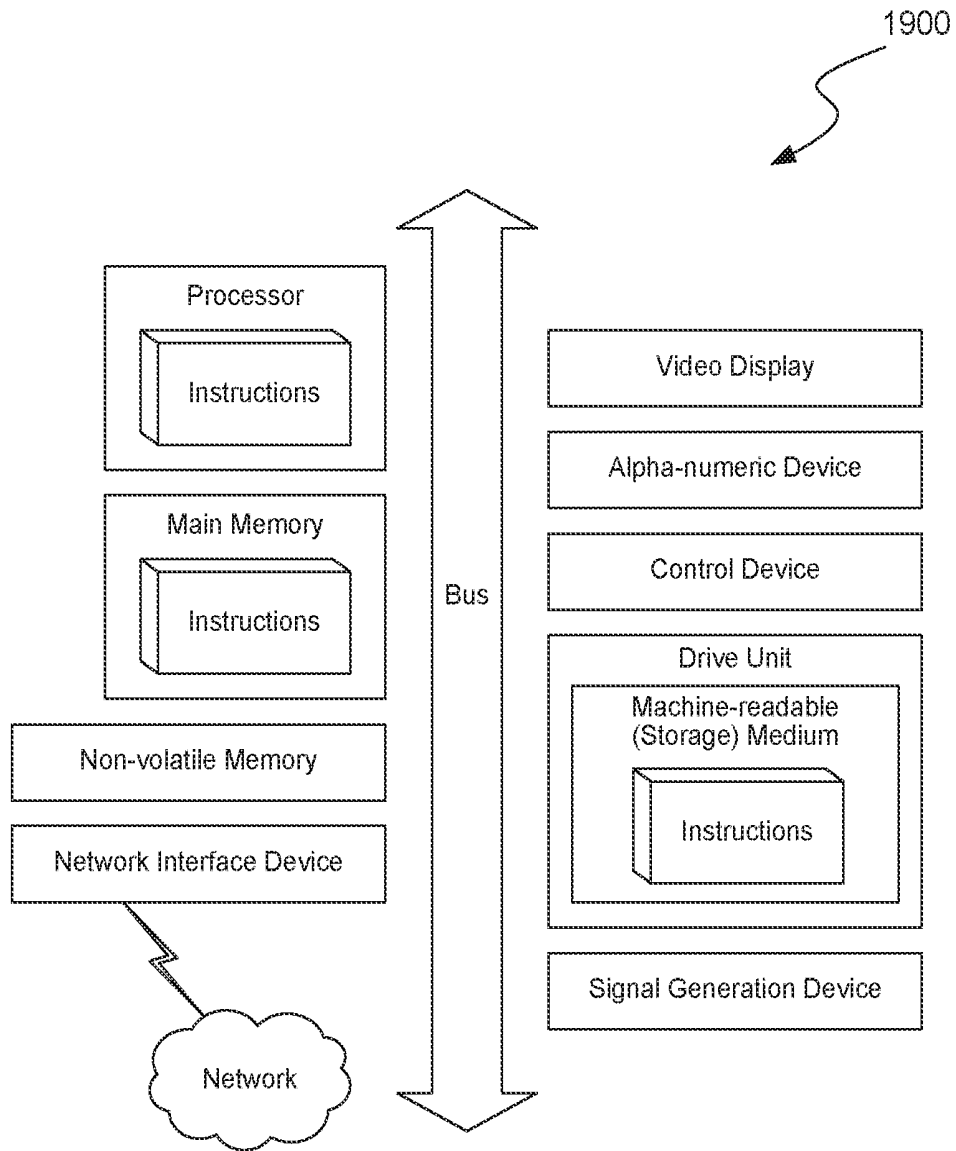 1900
Processor
Instructions
Main Memory
Instructions
Non-volatile Memory
Network Interface Device
Network
Bus
Video Display
Alpha-numeric Device
Control Device
Drive Unit
Machine-readable
(Storage) Medium
Instructions
Signal Generation Device